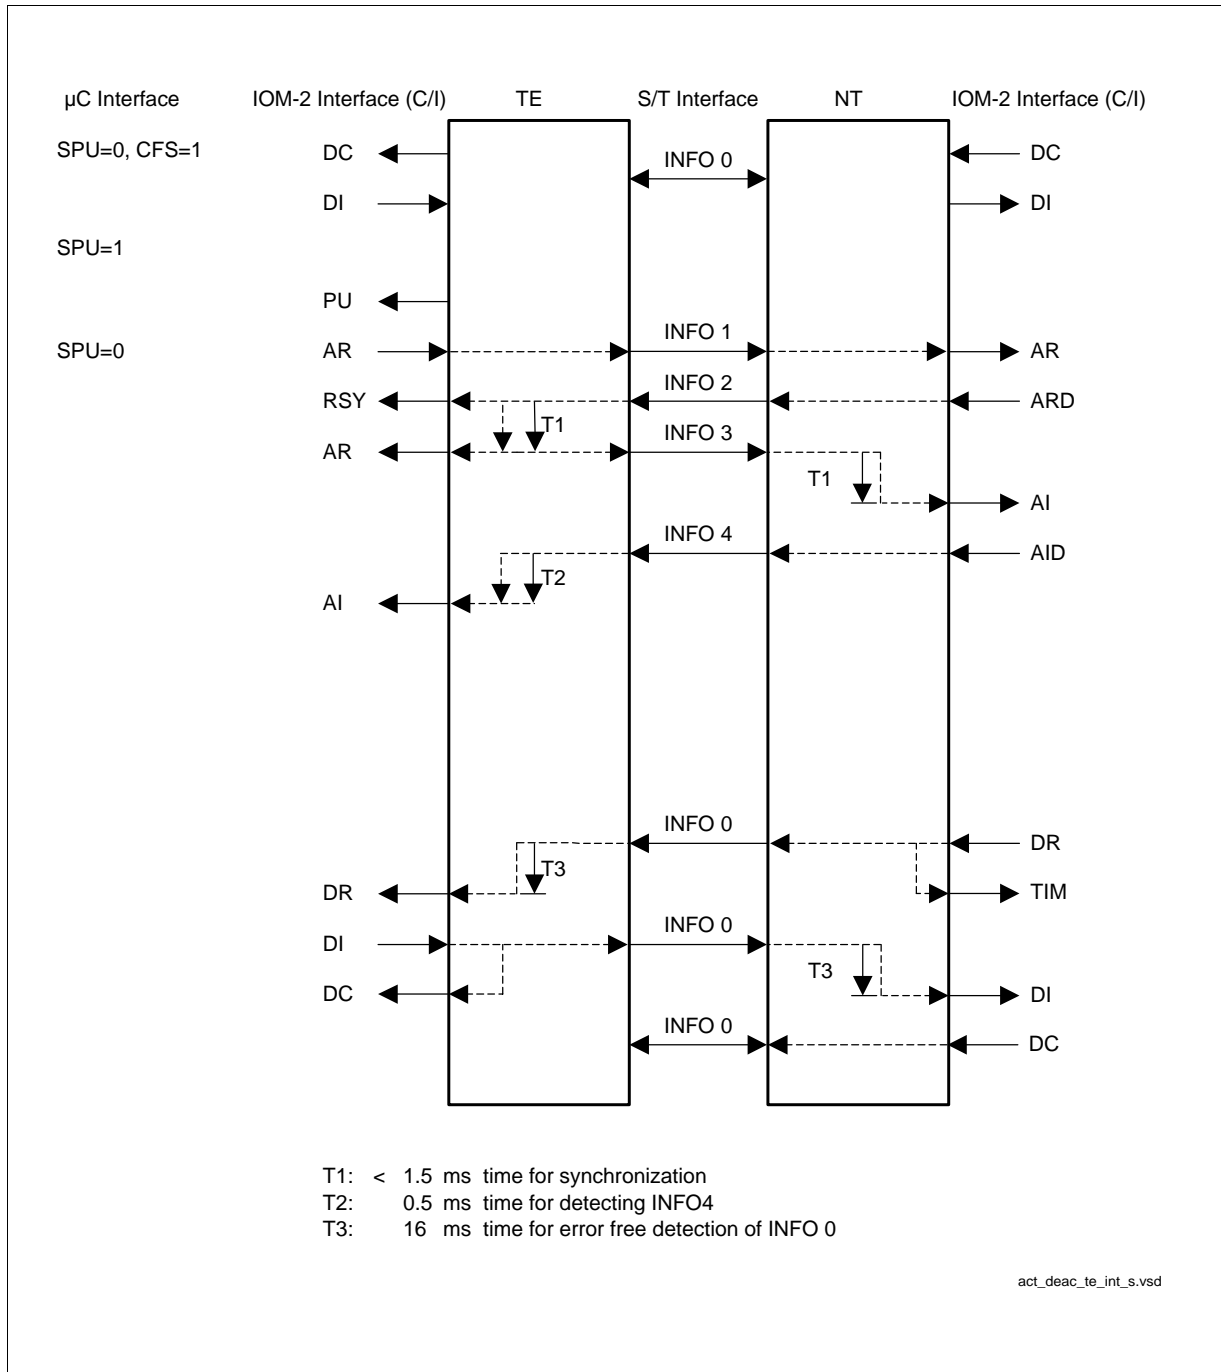 µC Interface IOM-2 Interface (C/I) TE S/T Interface NT IOM-2 Interface (C/I)
SPU=0, CFS=1 DC INFO 0 DC
DI DI
SPU=1
PU
SPU=0 AR INFO 1 AR
RSY INFO 2 ARD
T1
AR INFO 3
T1
AI
INFO 4 AID
T2
AI
INFO 0 DR
T3
DR TIM
DI INFO 0
T3
DC DI
INFO 0 DC
T1: < 1.5 ms time for synchronization
T2: 0.5 ms time for detecting INFO4
T3: 16 ms time for error free detection of INFO 0
act_deac_te_int_s.vsd